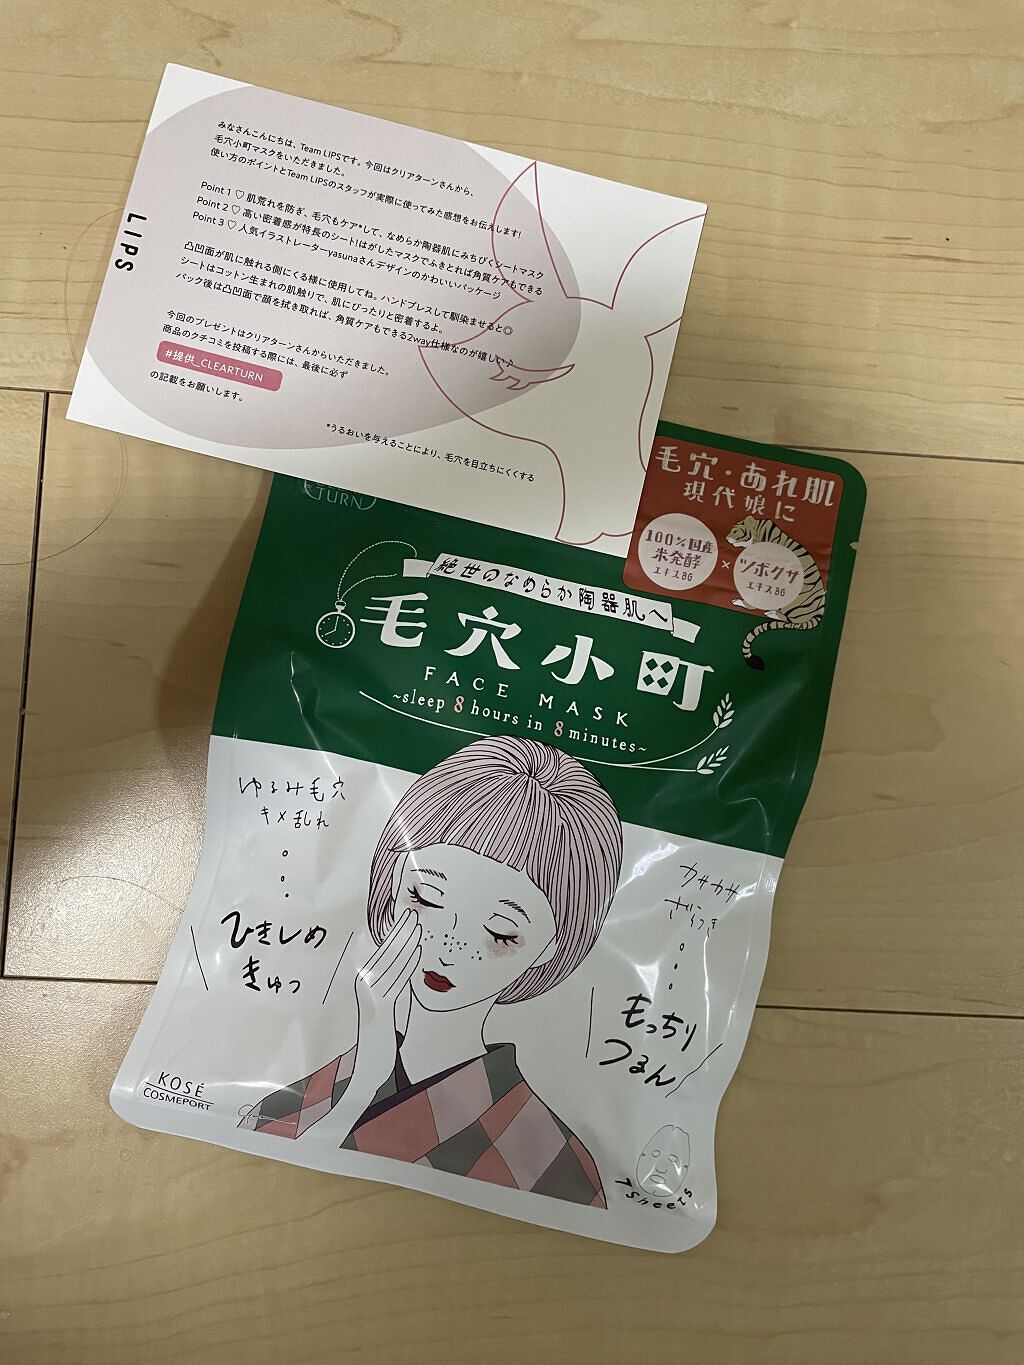 みなさんこんにちは、Team LIPSです。今回はクリアターンさんから、
毛穴小町マスクをいただきました。
使い方のポイントとTeam LIPSのスタッフが実際に使ってみた感想をお伝えします!
Point 1 ♡ 肌荒れを防ぎ、毛穴もケア*して、なめらか陶器肌にみちびくシートマスク
Point 2 ♡ 高い密着感が特長のシート!はがしたマスクでふきとれば角質ケアもできる
Point 3 ♡ 人気イラストレーターyasunaさんデザインのかわいいパッケージ
凸凹面が肌に触れる側にくる様に使用してね。ハンドプレスして馴染ませると◎
シートはコットン生まれの肌触りで、肌にぴったりと密着するよ。
パック後は凸凹面で顔を拭き取れば、角質ケアもできる2way仕様なのが嬉しい♪
今回のプレゼントはクリアターンさんからいただきました。
商品のクチコミを投稿する際には、最後に必ず
#提供_CLEARTURN
の記載をお願いします。
*うるおいを与えることにより、毛穴を目立ちにくくする
LIPS
TURN
毛穴・あれ肌
現代娘に
100%国産
米発酵
エキスBG
×
ツボクサ
エキスBG
(CICA)
絶世のなめらか陶器肌へ
毛穴小町
FACE MASK
~sleep 8 hours in 8 minutes~
ゆるみ毛穴
キメ乱れ
ひきしめ
きゅっ
カサカサ
ざらつき
もっちり
つるん
KOSÉ
COSMEPORT
7 Sheets